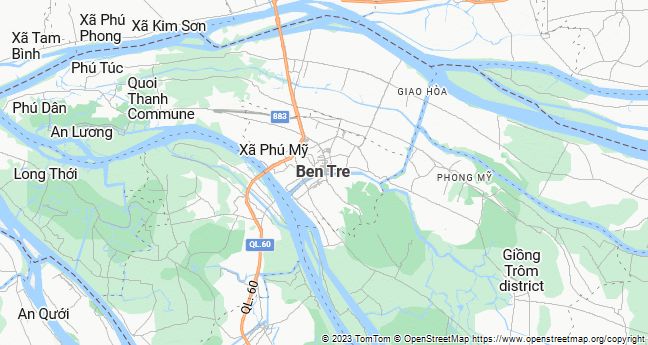 Xã Phú
Phong
Xã Kim Sơn
Xã Tam
Bình
Phú Túc
Quoi
Thanh
Commune
GIAO HÒA
Phú Dân
883
An Lương
Xã Phú Mỹ
Long Thới
Ben Tre
PHONG MỸ
QL.60
Giồng
Trôm
district
QL. 60
An Qưới
© 2023 TomTom © OpenStreetMap https://www.openstreetmap.org/copyright